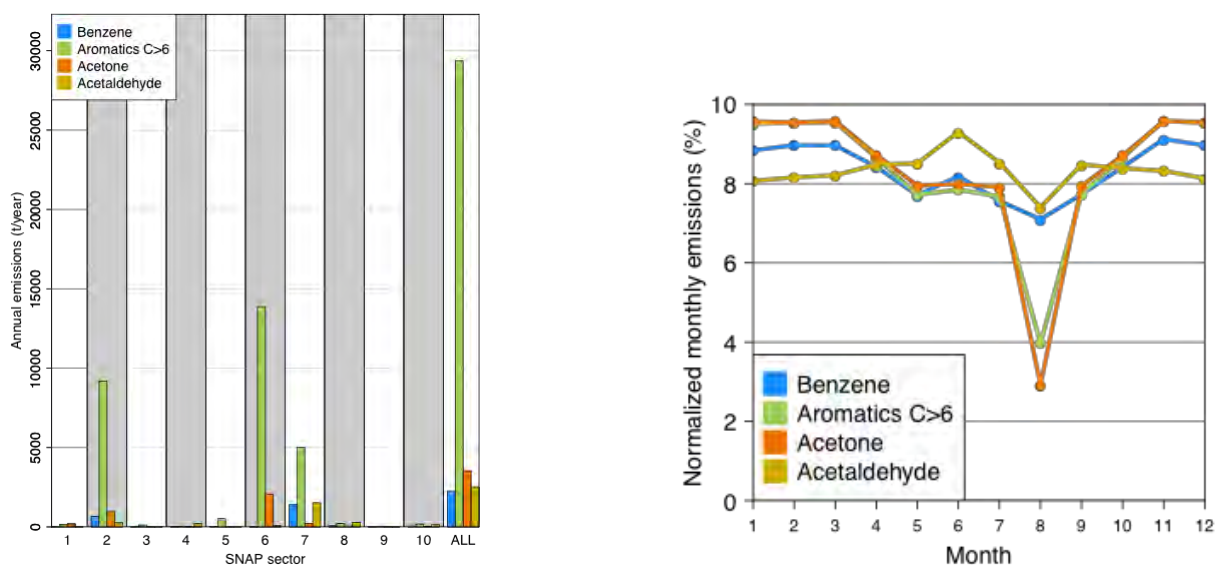 Benzene
Aromatics C>6
Acetone
Acetaldehyde
Annual emissions (t/year)
30000
25000
20000
15000
10000
5000
0
1 2 3 4 5 6 7 8 9 10 ALL
SNAP sector
Normalized monthly emissions (%)
10
8
6
4
2
0
Benzene
Aromatics C>6
Acetone
Acetaldehyde
1 2 3 4 5 6 7 8 9 10 11 12
Month